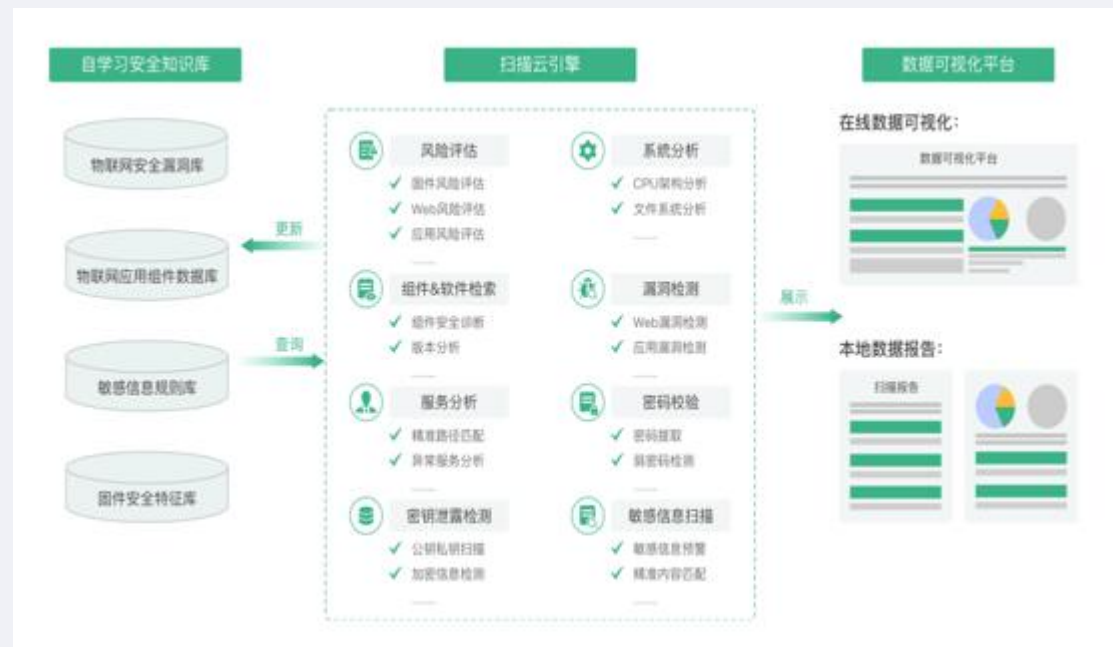 自学习安全知识库
物联网安全漏洞库
物联网应用组件数据库
敏感信息规则库
固件安全特征库
更新
查询
扫描云引擎
风险评估
固件风险评估
Web风险评估
应用风险评估
系统分析
CPU架构分析
文件系统分析
组件&软件检索
组件安全诊断
版本分析
漏洞检测
Web漏洞检测
应用漏洞检测
服务分析
精准路径匹配
异常服务分析
密码校验
密码提取
弱密码检测
密钥泄露检测
公钥私钥扫描
加密信息检测
敏感信息扫描
敏感信息预警
精准内容匹配
展示
数据可视化平台
在线数据可视化:
数据可视化平台
本地数据报告:
扫描报告